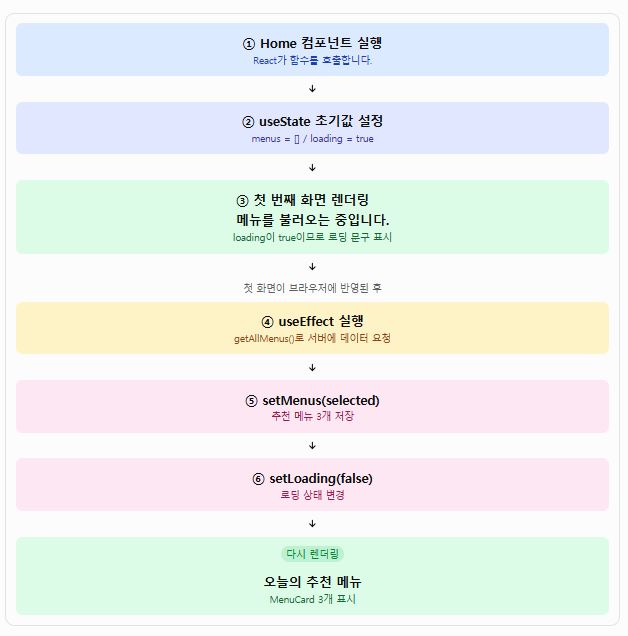 ① Home 컴포넌트 실행
React가 함수를 호출합니다.
↓
② useState 초기값 설정
menus = [] / loading = true
↓
③ 첫 번째 화면 렌더링
메뉴를 불러오는 중입니다.
loading이 true이므로 로딩 문구 표시
↓
첫 화면이 브라우저에 반영된 후
④ useEffect 실행
getAllMenus()로 서버에 데이터 요청
↓
⑤ setMenus(selected)
추천 메뉴 3개 저장
↓
⑥ setLoading(false)
로딩 상태 변경
↓
다시 렌더링
오늘의 추천 메뉴
MenuCard 3개 표시